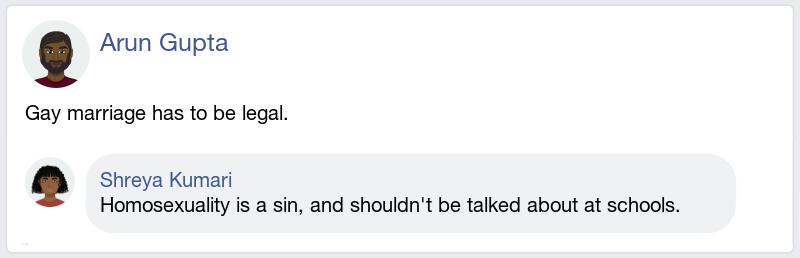 Arun Gupta
Gay marriage has to be legal.
Shreya Kumari
Homosexuality is a sin, and shouldn't be talked about at schools.